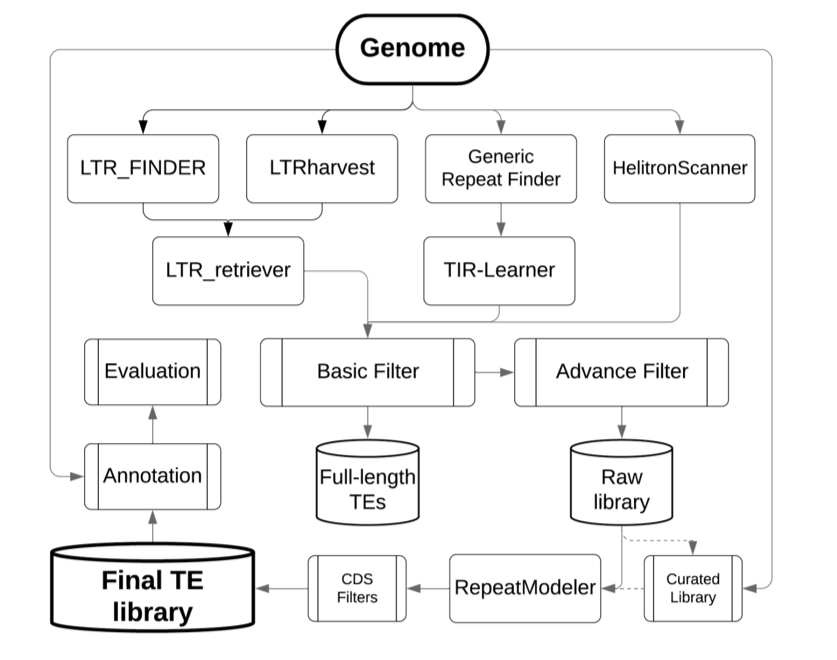 Genome
LTR_FINDER
LTRharvest
Generic
Repeat Finder
HelitronScanner
LTR_retriever
TIR-Learner
Evaluation
Basic Filter
Advance Filter
Annotation
Full-length
TEs
Raw
library
Final TE
library
CDS
Filters
RepeatModeler
Curated
Library